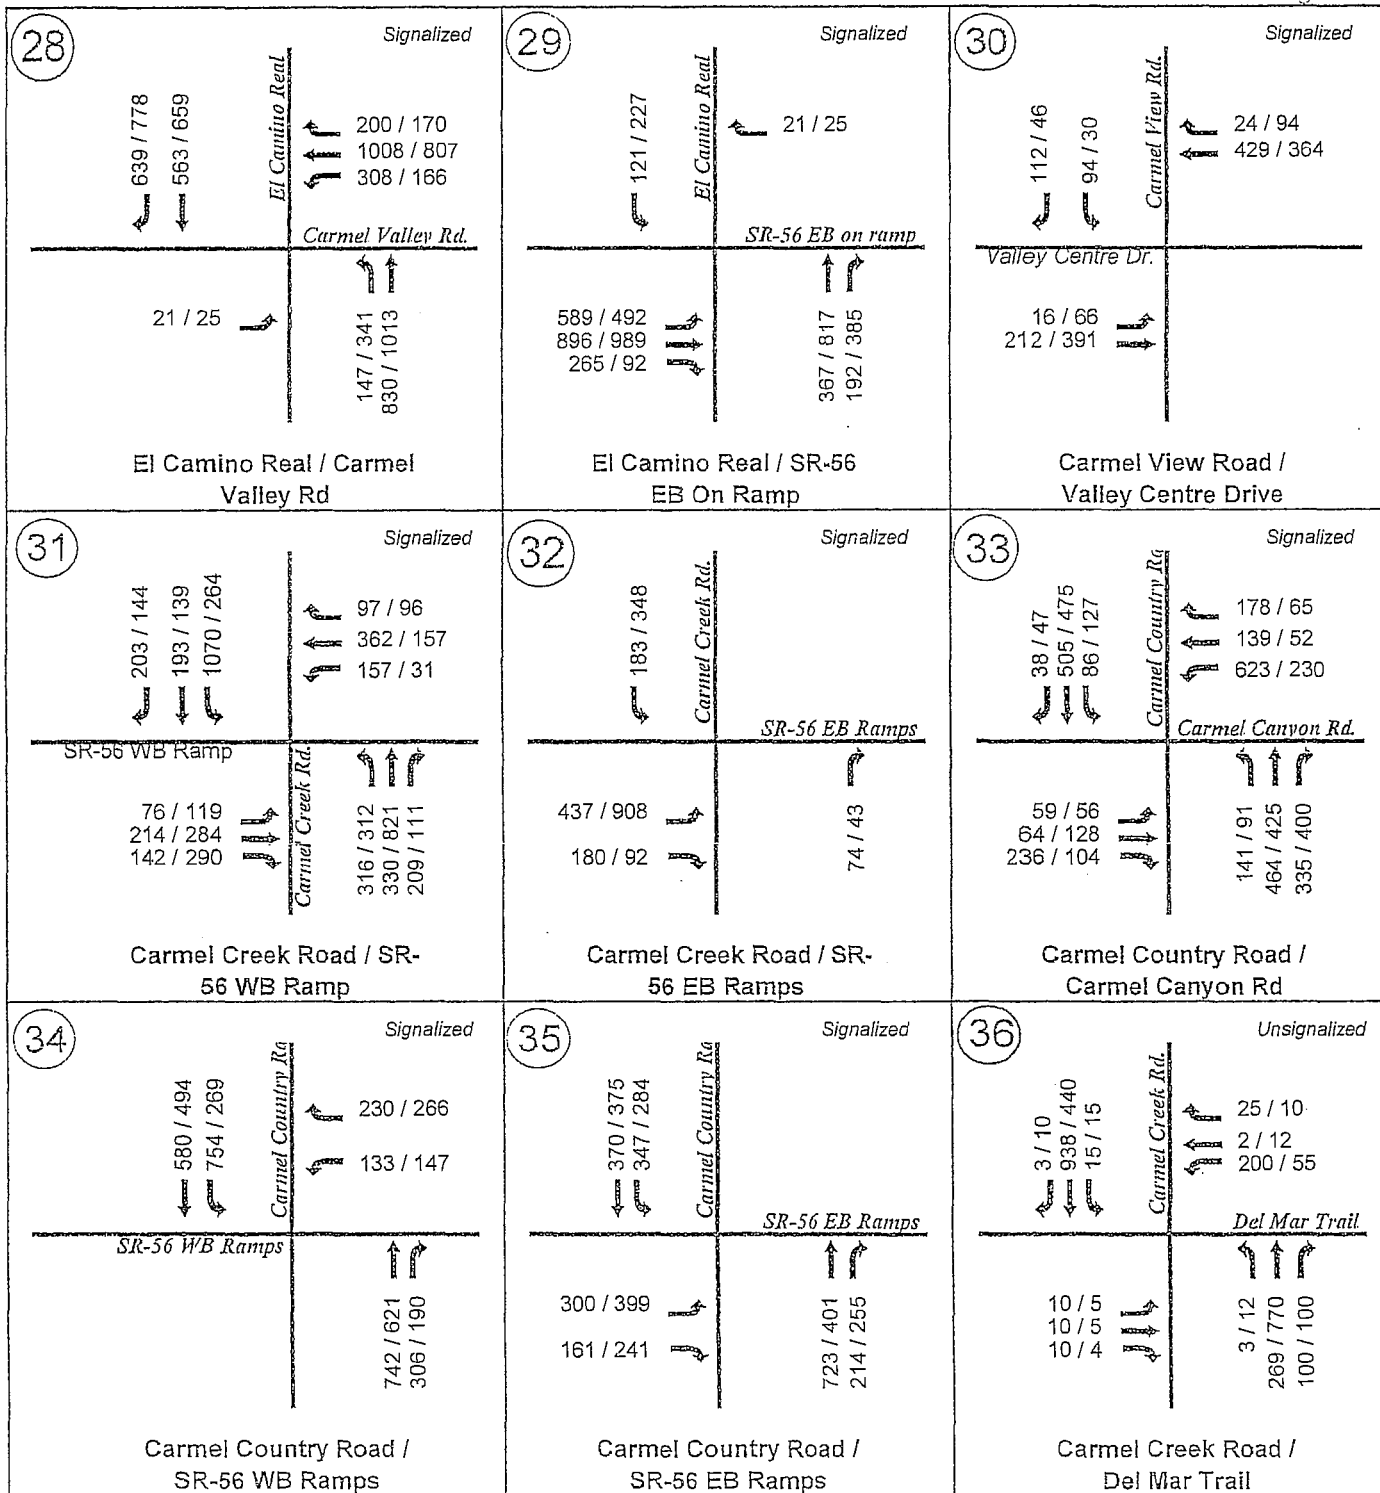 28
Signalized
639 / 778
563 / 659
El Camino Real
200 / 170
1008 / 807
308 / 166
Carmel Valley Rd.
21 / 25
147 / 341
830 / 1013
El Camino Real / Carmel
Valley Rd
29
Signalized
121 / 227
El Camino Real
21 / 25
SR-56 EB on ramp
589 / 492
896 / 989
265 / 92
367 / 817
192 / 385
El Camino Real / SR-56
EB On Ramp
30
Signalized
112 / 46
94 / 30
Carmel View Rd.
24 / 94
429 / 364
Valley Centre Dr.
16 / 66
212 / 391
Carmel View Road /
Valley Centre Drive
31
Signalized
203 / 144
193 / 139
1070 / 264
97 / 96
362 / 157
157 / 31
SR-56 WB Ramp
Carmel Creek Rd.
76 / 119
214 / 284
142 / 290
316 / 312
330 / 821
209 / 111
Carmel Creek Road / SR-
56 WB Ramp
32
Signalized
183 / 348
Carmel Creek Rd.
SR-56 EB Ramps
437 / 908
180 / 92
74 / 43
Carmel Creek Road / SR-
56 EB Ramps
33
Signalized
38 / 47
505 / 475
86 / 127
Carmel Country Rd
178 / 65
139 / 52
623 / 230
Carmel Canyon Rd.
59 / 56
64 / 128
236 / 104
141 / 91
464 / 425
335 / 400
Carmel Country Road /
Carmel Canyon Rd
34
Signalized
580 / 494
754 / 269
Carmel Country Rd
230 / 266
133 / 147
SR-56 WB Ramps
742 / 621
306 / 190
Carmel Country Road /
SR-56 WB Ramps
35
Signalized
370 / 375
347 / 284
Carmel Country Rd
SR-56 EB Ramps
300 / 399
161 / 241
723 / 401
214 / 255
Carmel Country Road /
SR-56 EB Ramps
36
Unsignalized
3 / 10
938 / 440
15 / 15
Carmel Creek Rd.
25 / 10
2 / 12
200 / 55
Del Mar Trail
10 / 5
10 / 5
10 / 4
3 / 12
269 / 770
100 / 100
Carmel Creek Road /
Del Mar Trail